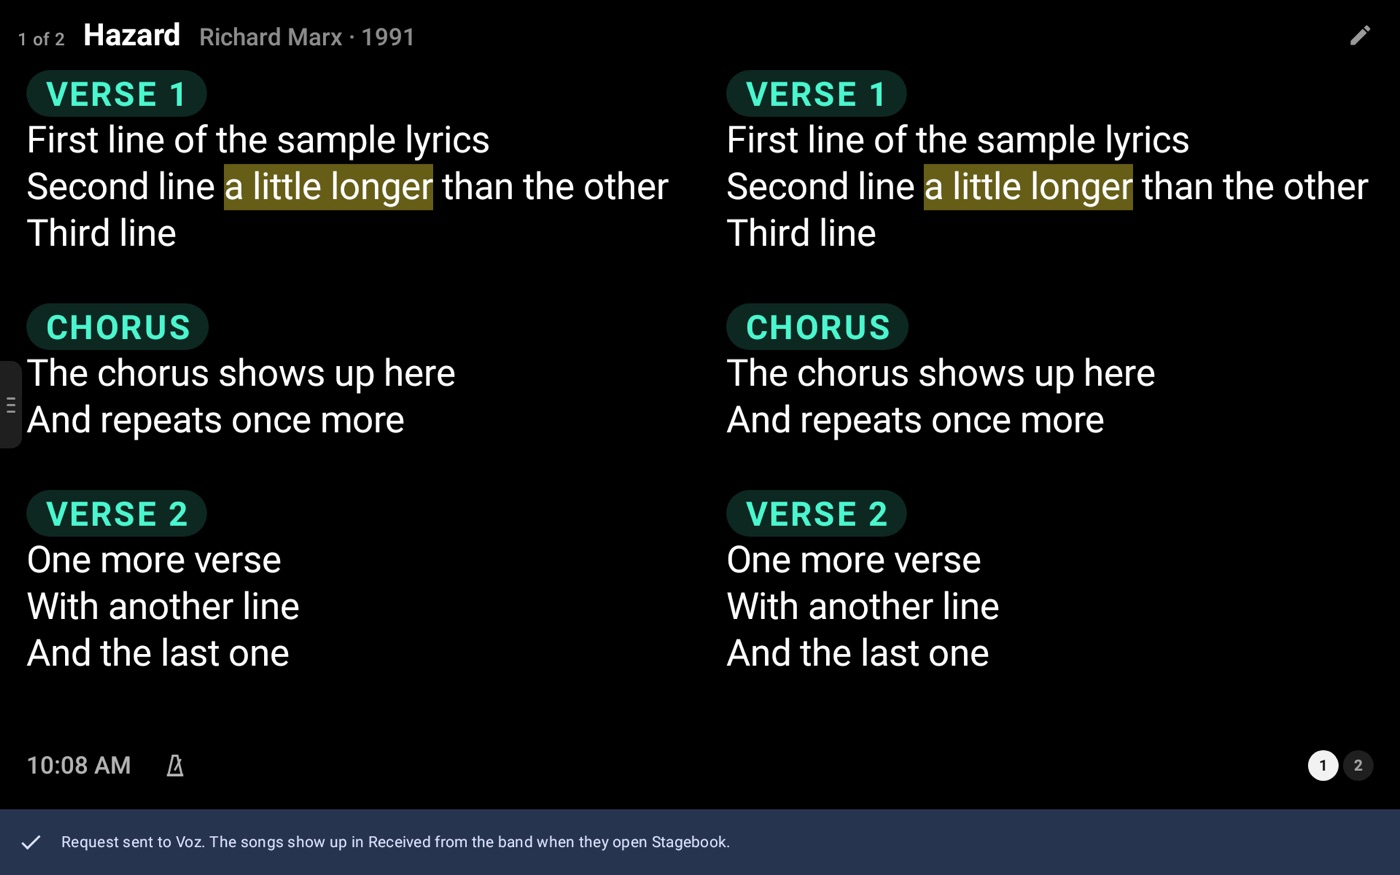 1 of 2 Hazard Richard Marx · 1991
VERSE 1
First line of the sample lyrics
Second line a little longer than the other
Third line
CHORUS
The chorus shows up here
And repeats once more
VERSE 2
One more verse
With another line
And the last one
VERSE 1
First line of the sample lyrics
Second line a little longer than the other
Third line
CHORUS
The chorus shows up here
And repeats once more
VERSE 2
One more verse
With another line
And the last one
10:08 AM
1 2
Request sent to Voz. The songs show up in Received from the band when they open Stagebook.